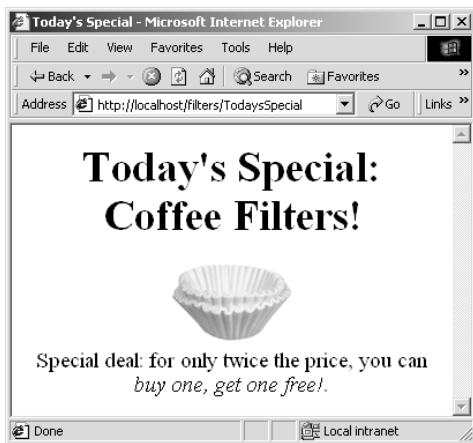 Today's Special - Microsoft Internet Explorer
File Edit View Favorites Tools Help
Back Search Favorites »
Address http://localhost/filters/TodaysSpecial Go Links »
Today's Special:
Coffee Filters!
Special deal: for only twice the price, you can
buy one, get one free!.
Done Local intranet